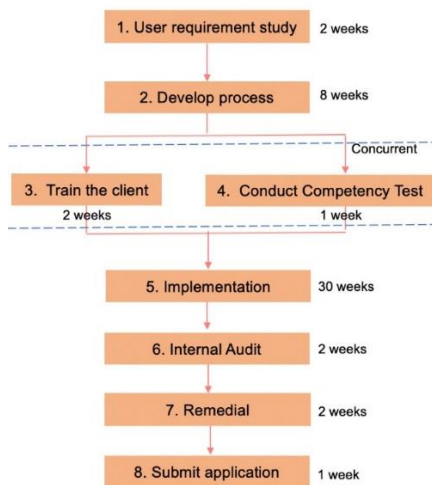 1. User requirement study 2 weeks
2. Develop process 8 weeks
Concurrent
3. Train the client 4. Conduct Competency Test
2 weeks 1 week
5. Implementation 30 weeks
6. Internal Audit 2 weeks
7. Remedial 2 weeks
8. Submit application 1 week